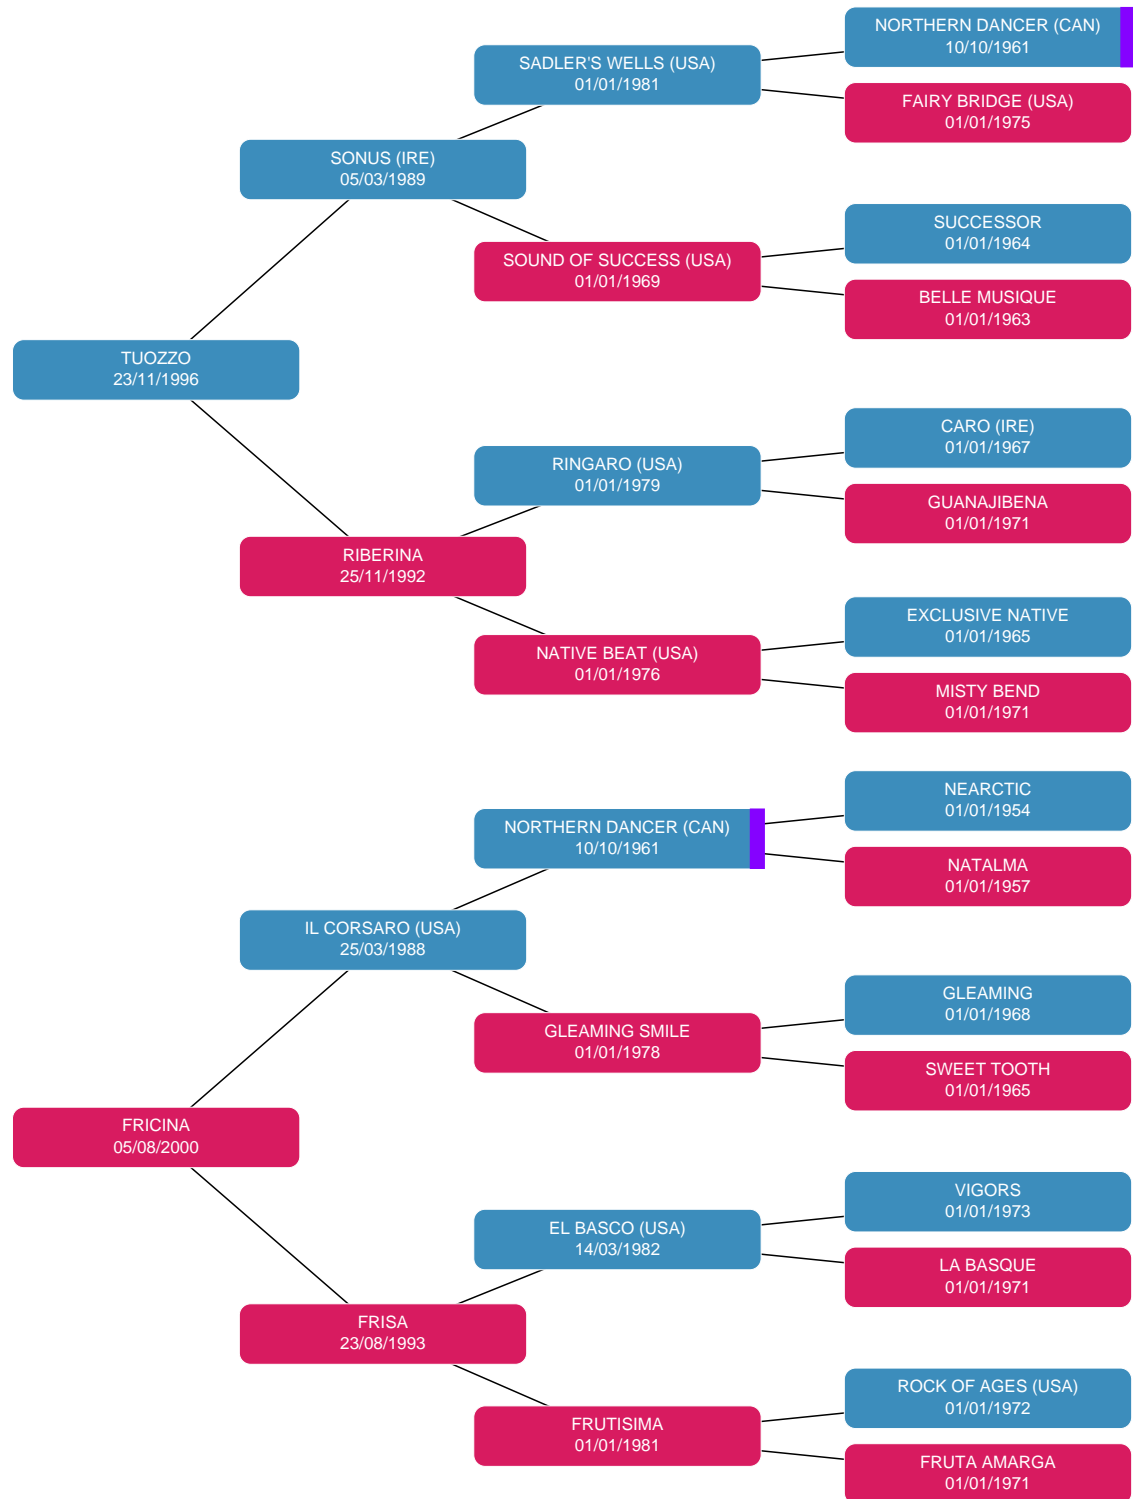 NORTHERN DANCER (CAN)
10/10/1961
SADLER'S WELLS (USA)
01/01/1981
FAIRY BRIDGE (USA)
01/01/1975
SONUS (IRE)
05/03/1989
SUCCESSOR
01/01/1964
SOUND OF SUCCESS (USA)
01/01/1969
BELLE MUSIQUE
01/01/1963
TUOZZO
23/11/1996
CARO (IRE)
01/01/1967
RINGARO (USA)
01/01/1979
GUANAJIBENA
01/01/1971
RIBERINA
25/11/1992
EXCLUSIVE NATIVE
01/01/1965
NATIVE BEAT (USA)
01/01/1976
MISTY BEND
01/01/1971
NEARCTIC
01/01/1954
NORTHERN DANCER (CAN)
10/10/1961
NATALMA
01/01/1957
IL CORSARO (USA)
25/03/1988
GLEAMING
01/01/1968
GLEAMING SMILE
01/01/1978
SWEET TOOTH
01/01/1965
FRICINA
05/08/2000
VIGORS
01/01/1973
EL BASCO (USA)
14/03/1982
LA BASQUE
01/01/1971
FRISA
23/08/1993
ROCK OF AGES (USA)
01/01/1972
FRUTISIMA
01/01/1981
FRUTA AMARGA
01/01/1971